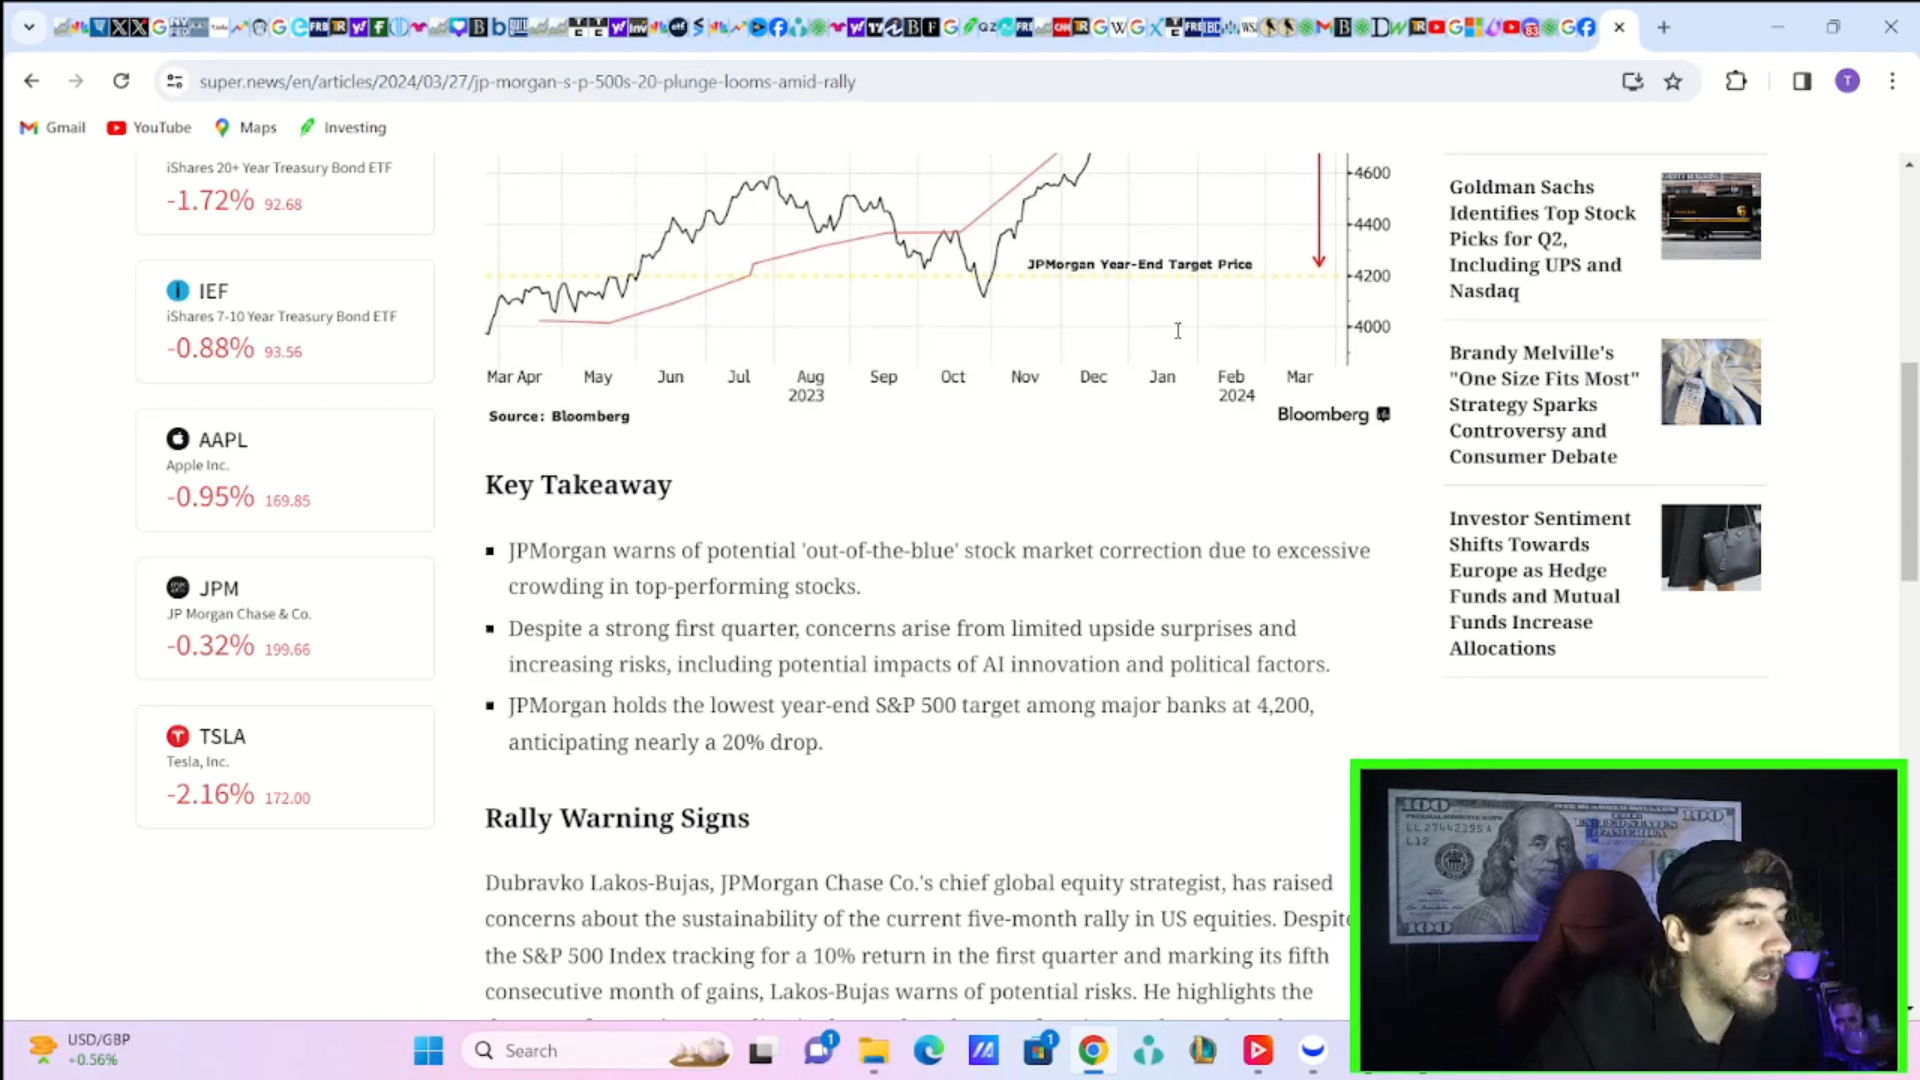 super.news/en/articles/2024/03/27/jp-morgan-s-p-500s-20-plunge-looms-amid-rally
T
Gmail
YouTube
Maps
Investing
iShares 20+ Year Treasury Bond ETF
-1.72% 92.68
IEF
iShares 7-10 Year Treasury Bond ETF
-0.88% 93.56
AAPL
Apple Inc.
-0.95% 169.85
JPM
JP Morgan Chase & Co.
-0.32% 199.66
TSLA
Tesla, Inc.
-2.16% 172.00
4600
4400
JPMorgan Year-End Target Price
4200
4000
Mar Apr May Jun Jul Aug Sep Oct Nov Dec Jan Feb Mar
2023 2024
Source: Bloomberg
Bloomberg
Key Takeaway
JPMorgan warns of potential 'out-of-the-blue' stock market correction due to excessive
crowding in top-performing stocks.
Despite a strong first quarter, concerns arise from limited upside surprises and
increasing risks, including potential impacts of AI innovation and political factors.
JPMorgan holds the lowest year-end S&P 500 target among major banks at 4,200,
anticipating nearly a 20% drop.
Rally Warning Signs
Dubravko Lakos-Bujas, JPMorgan Chase Co.'s chief global equity strategist, has raised
concerns about the sustainability of the current five-month rally in US equities. Despite
the S&P 500 Index tracking for a 10% return in the first quarter and marking its fifth
consecutive month of gains, Lakos-Bujas warns of potential risks. He highlights the
Goldman Sachs
Identifies Top Stock
Picks for Q2,
Including UPS and
Nasdaq
Brandy Melville's
"One Size Fits Most"
Strategy Sparks
Controversy and
Consumer Debate
Investor Sentiment
Shifts Towards
Europe as Hedge
Funds and Mutual
Funds Increase
Allocations
100
100
LL27442295A
L12
100
USD/GBP
+0.56%
Search
1
1